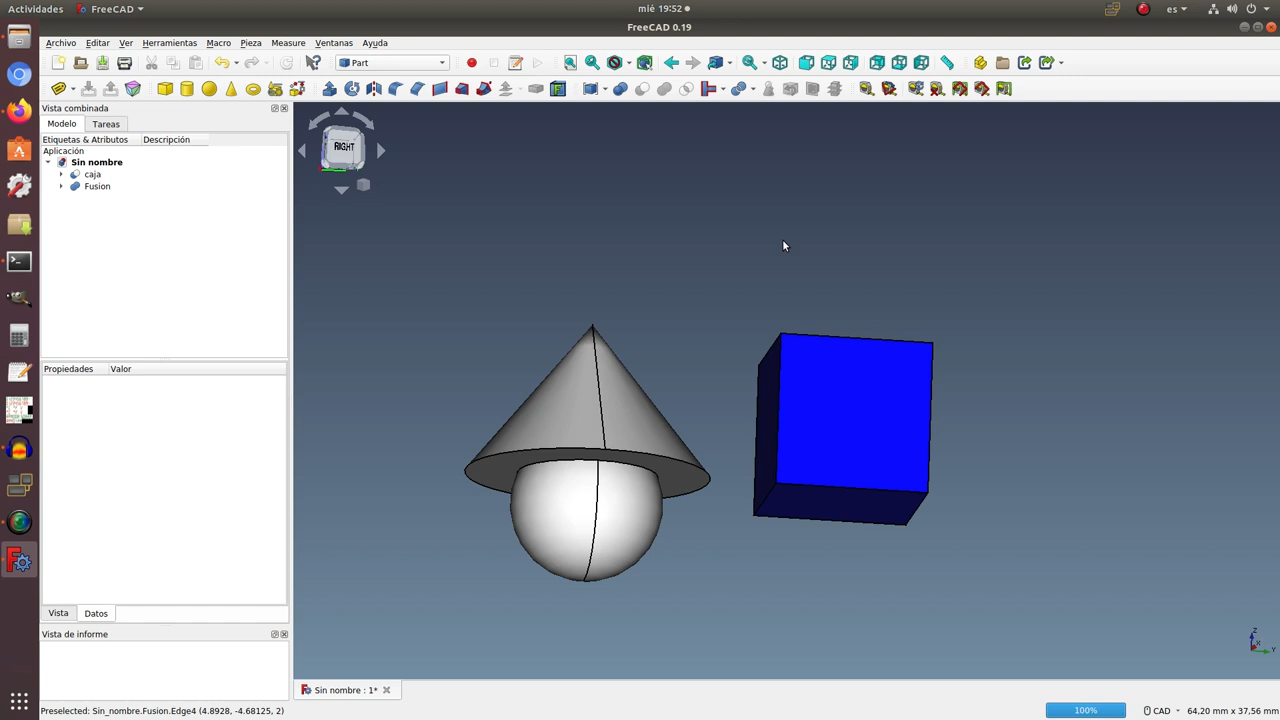 Actividades FreeCAD mié 19:52 es
FreeCAD 0.19
Archivo Editar Ver Herramientas Macro Pieza Measure Ventanas Ayuda
Part
Vista combinada
Modelo Tareas
Etiquetas & Atributos Descripción
Aplicación
Sin nombre
caja
Fusion
RIGHT
Propiedades Valor
Vista Datos
Vista de informe
Z
X
Y
Sin nombre : 1*
Preselected: Sin_nombre.Fusion.Edge4 (4.8928, -4.68125, 2) 100% CAD 64,20 mm x 37,56 mm